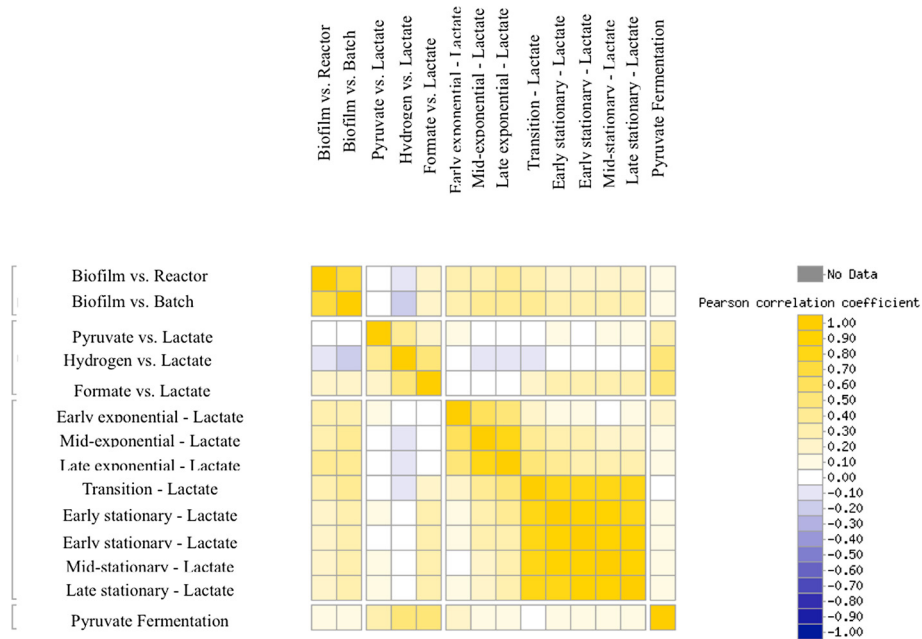 Biofilm vs. Reactor
Biofilm vs. Batch
Pyruvate vs. Lactate
Hydrogen vs. Lactate
Formate vs. Lactate
Early exponential - Lactate
Mid-exponential - Lactate
Late exponential - Lactate
Transition - Lactate
Early stationary - Lactate
Early stationary - Lactate
Mid-stationary - Lactate
Late stationary - Lactate
Pyruvate Fermentation
Biofilm vs. Reactor
Biofilm vs. Batch
Pyruvate vs. Lactate
Hydrogen vs. Lactate
Formate vs. Lactate
Early exponential - Lactate
Mid-exponential - Lactate
Late exponential - Lactate
Transition - Lactate
Early stationary - Lactate
Early stationary - Lactate
Mid-stationary - Lactate
Late stationary - Lactate
Pyruvate Fermentation
No Data
Pearson correlation coefficient
1.00
0.90
0.80
0.70
0.60
0.50
0.40
0.30
0.20
0.10
0.00
-0.10
-0.20
-0.30
-0.40
-0.50
-0.60
-0.70
-0.80
-0.90
-1.00